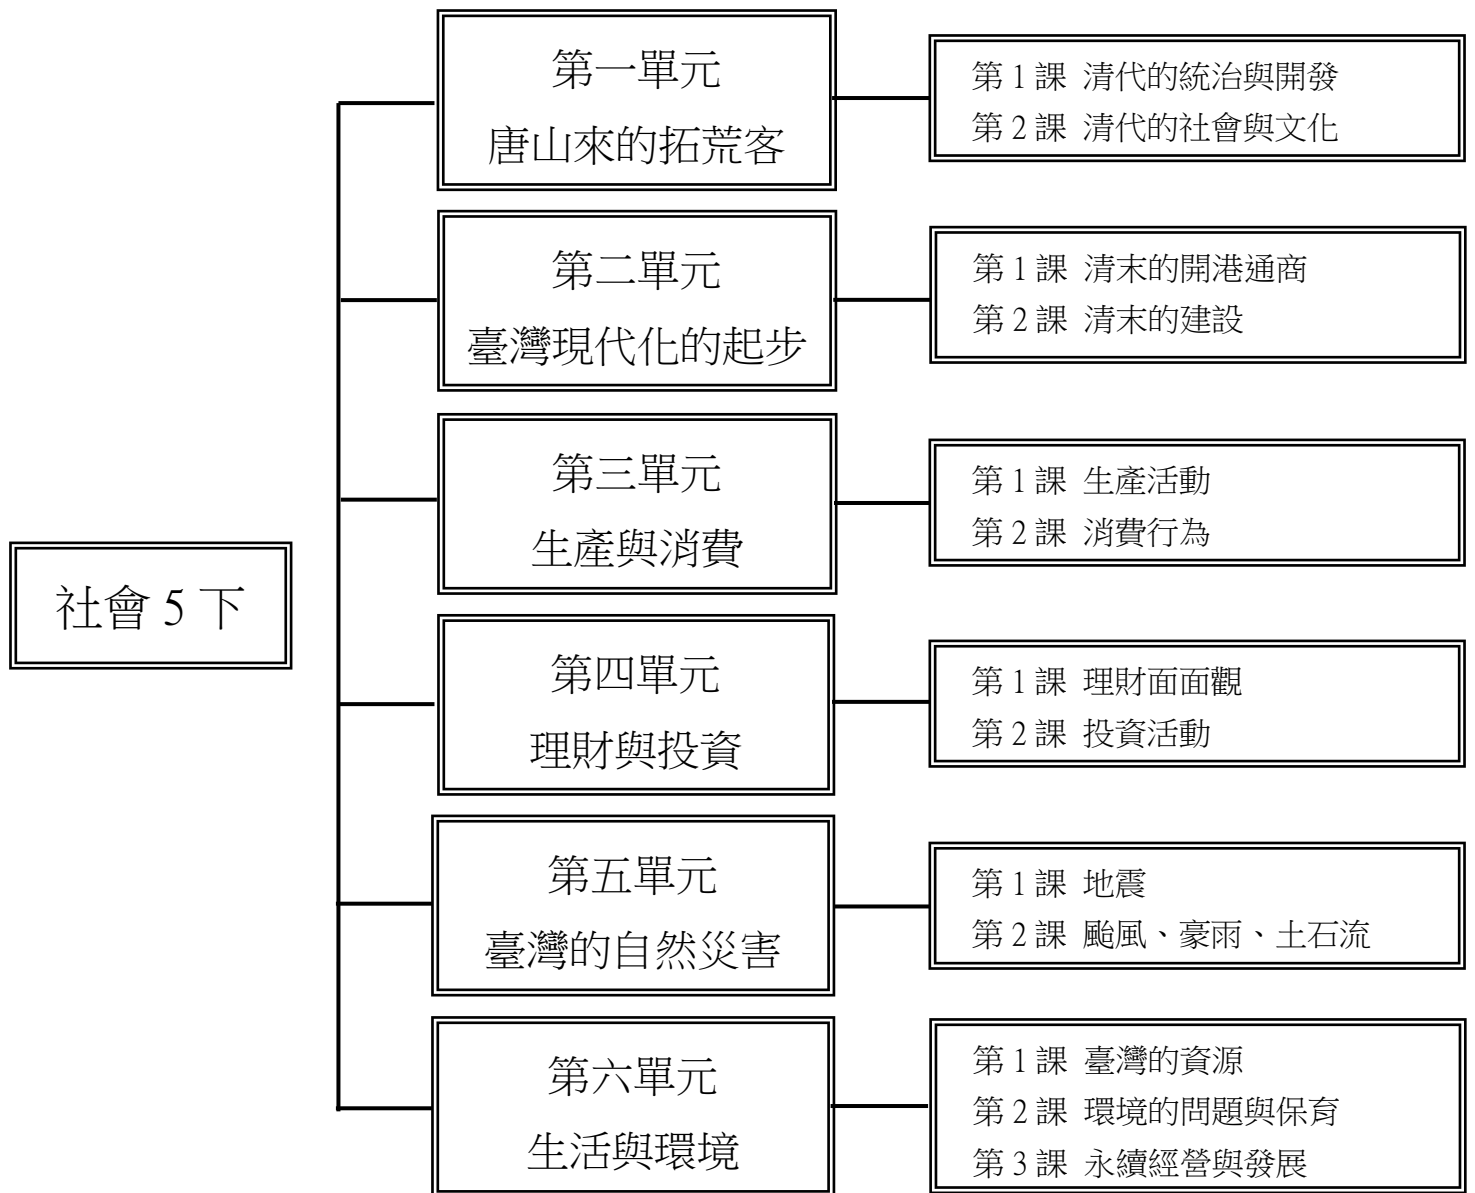 社會 5 下
第一單元
唐山來的拓荒客
第 1 課 清代的統治與開發
第 2 課 清代的社會與文化
第二單元
臺灣現代化的起步
第 1 課 清末的開港通商
第 2 課 清末的建設
第三單元
生產與消費
第 1 課 生產活動
第 2 課 消費行為
第四單元
理財與投資
第 1 課 理財面面觀
第 2 課 投資活動
第五單元
臺灣的自然災害
第 1 課 地震
第 2 課 颱風、豪雨、土石流
第六單元
生活與環境
第 1 課 臺灣的資源
第 2 課 環境的問題與保育
第 3 課 永續經營與發展